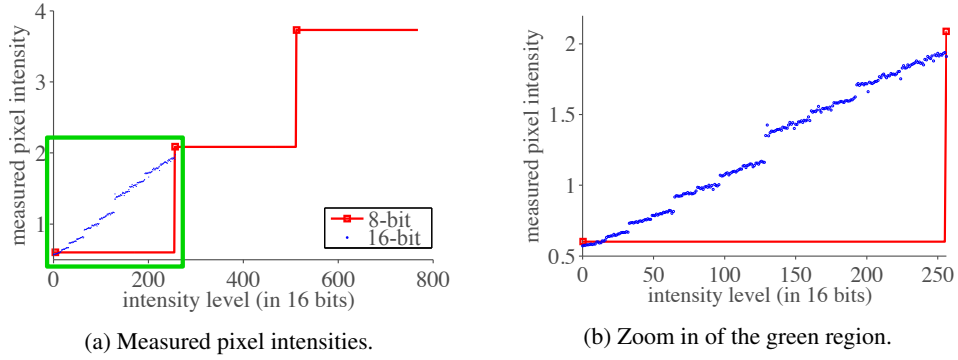 4
3
2
1
0
200
400
600
800
measured pixel intensity
intensity level (in 16 bits)
8-bit
16-bit
(a) Measured pixel intensities.
2
1.5
1
0.5
0
50
100
150
200
250
measured pixel intensity
intensity level (in 16 bits)
(b) Zoom in of the green region.